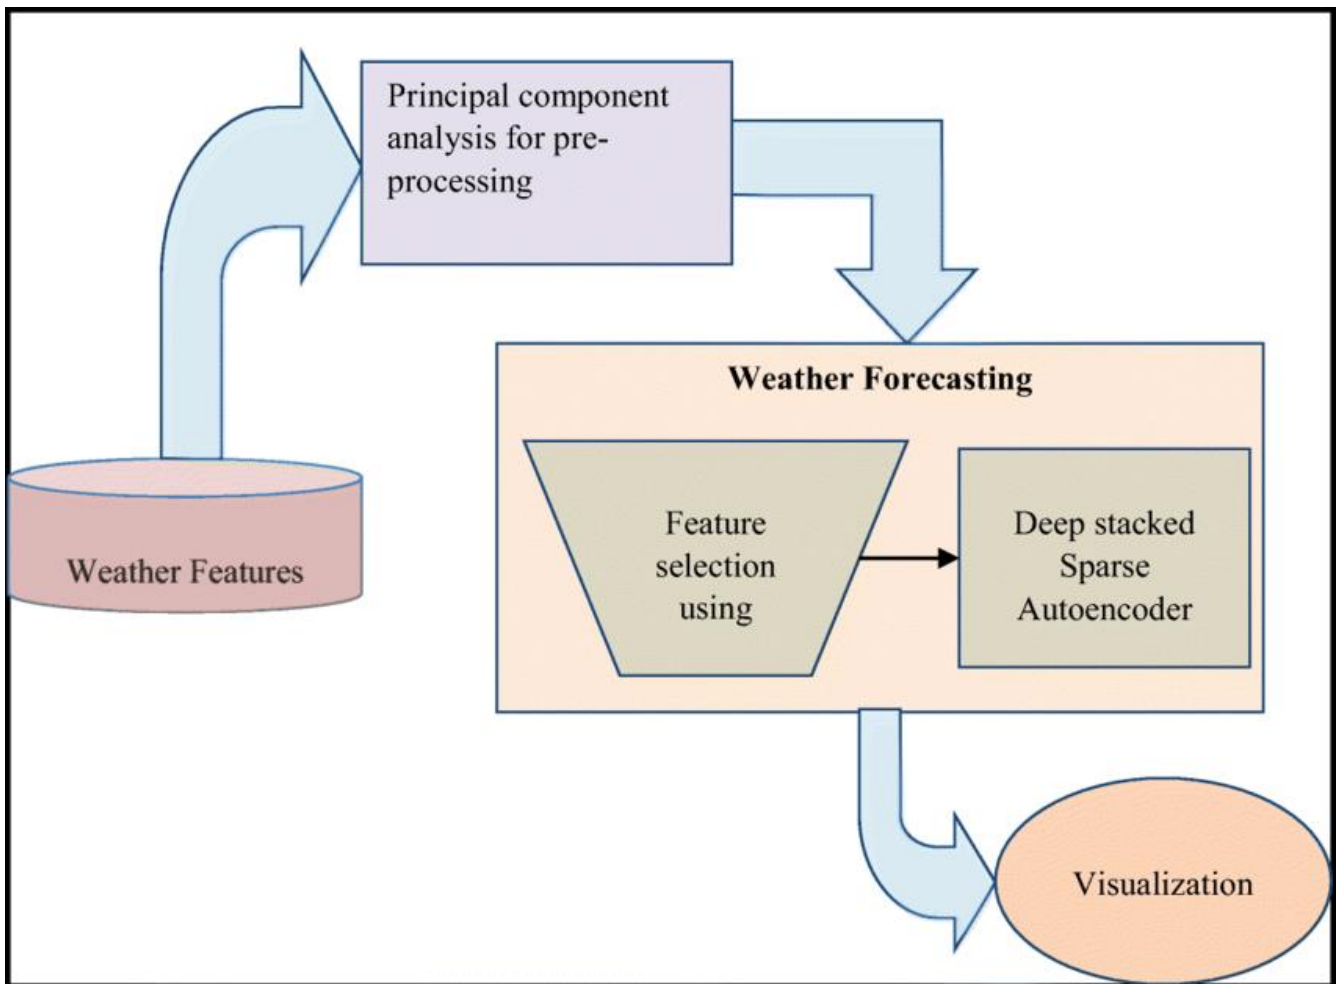 Principal component
analysis for pre-
processing
Weather Forecasting
Feature
selection
using
Deep stacked
Sparse
Autoencoder
Weather Features
Visualization